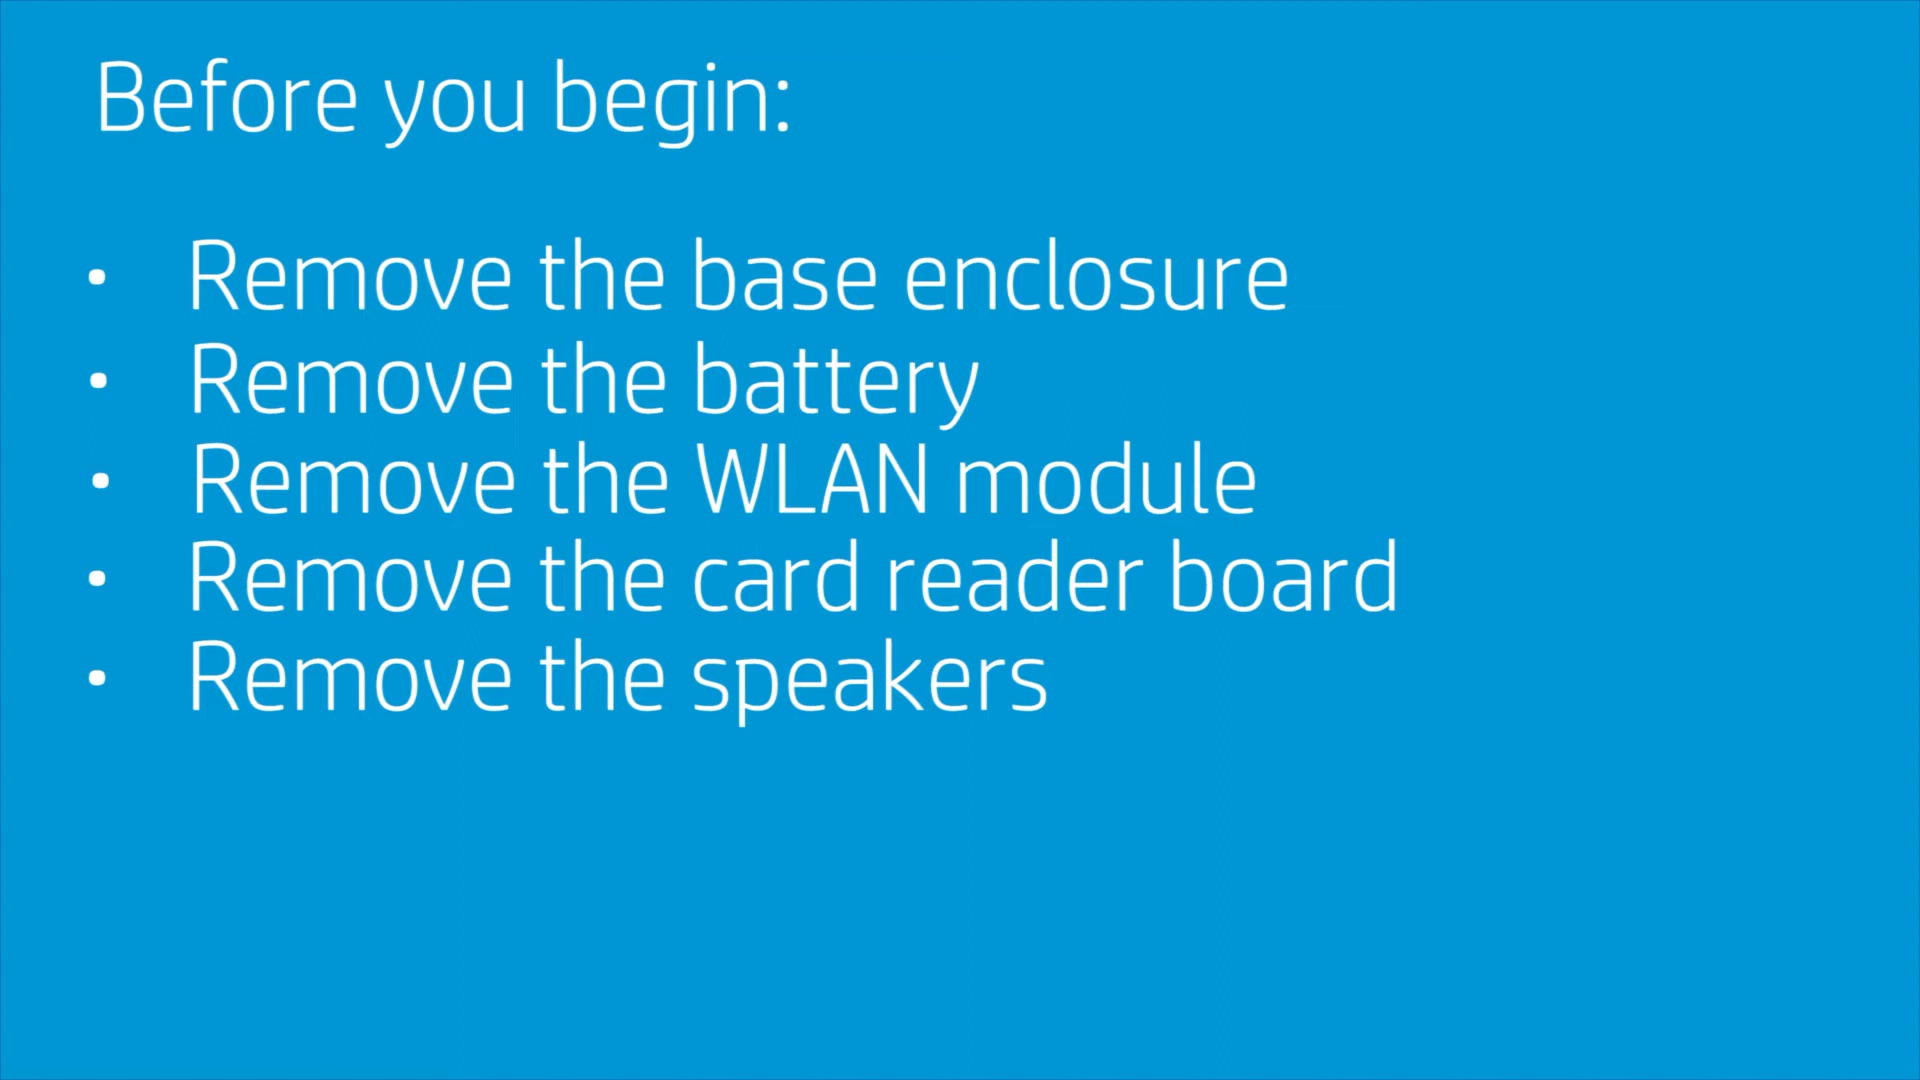 Before you begin:
• Remove the base enclosure
• Remove the battery
• Remove the WLAN module
• Remove the card reader board
• Remove the speakers